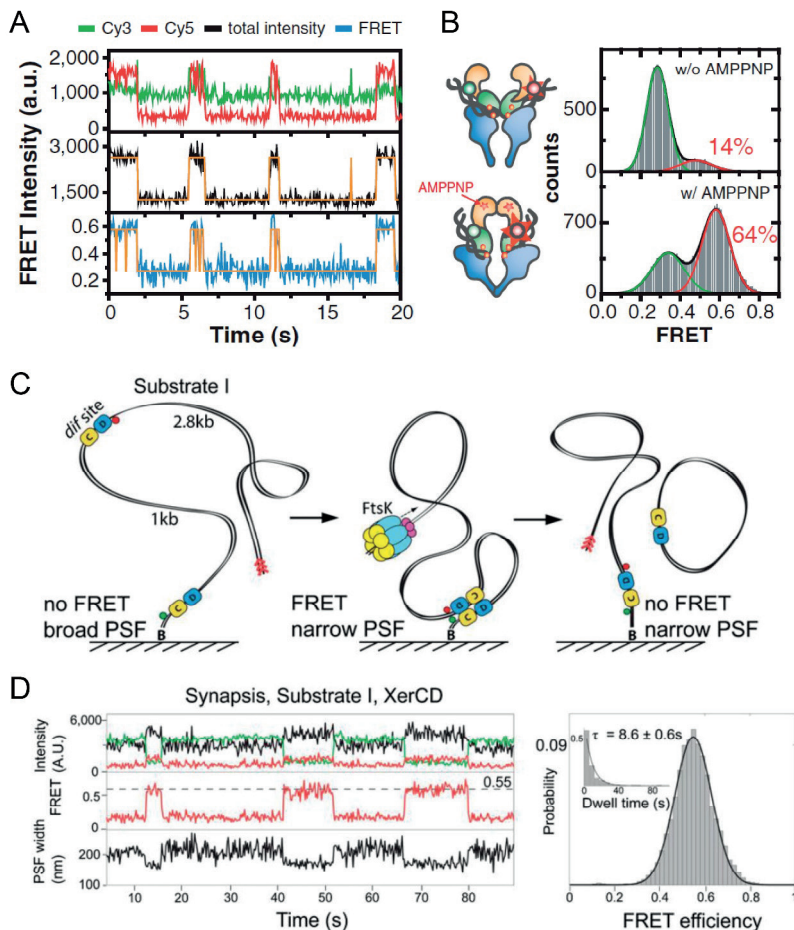 A
Cy3 Cy5 total intensity FRET
2,000
1,000
0
3,000
1,500
0.6
0.4
0.2
FRET Intensity (a.u.)
0 5 10 15 20
Time (s)
B
AMPPNP
w/o AMPPNP
500
14%
0
w/ AMPPNP
700
64%
0
counts
0.0 0.2 0.4 0.6 0.8
FRET
C
Substrate I
dif site
C D
2.8kb
1kb
C D
B
no FRET
broad PSF
FtsK
D C
C D
B
FRET
narrow PSF
C
D
D
C
B
no FRET
narrow PSF
D
Synapsis, Substrate I, XerCD
6,000
0
Intensity
(A.U.)
0.55
0.5
0
FRET
200
100
PSF width
(nm)
10 20 30 40 50 60 70 80
Time (s)
0.09
Probability
0.5
τ = 8.6 ± 0.6s
0 50
Dwell time (s)
0 0.2 0.4 0.6 0.8 1
FRET efficiency